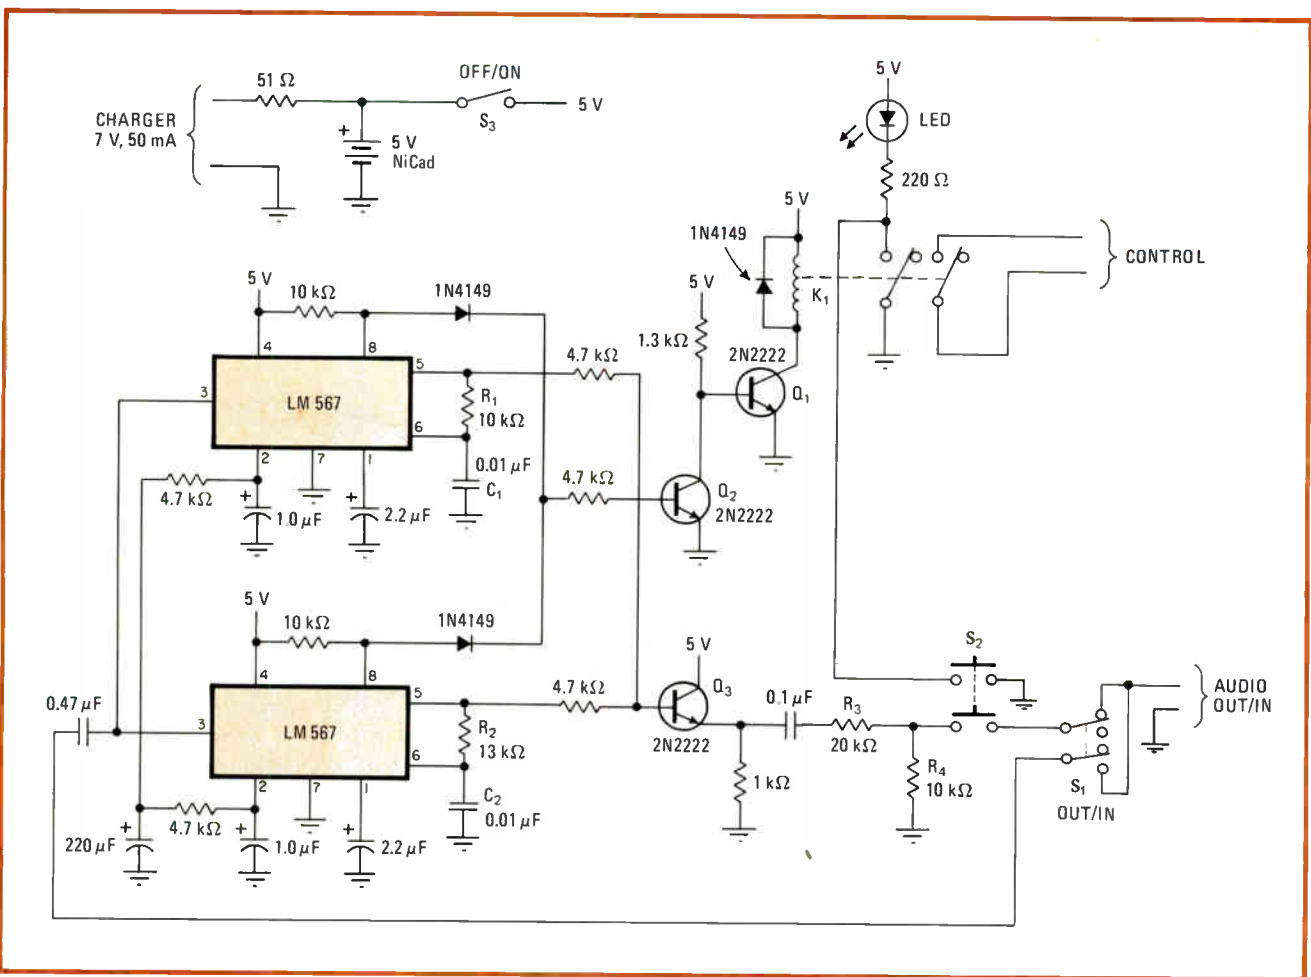 OFF/ON
51 Ω
5 V
S3
CHARGER
7 V, 50 mA
+
5 V
NiCad
5 V
LED
220 Ω
5 V
1N4149
K1
CONTROL
5 V
10 kΩ
1N4149
5 V
1.3 kΩ
2N2222
Q1
4
8
5
4.7 kΩ
3
LM 567
R1
10 kΩ
6
2
7
1
0.01 µF
C1
4.7 kΩ
4.7 kΩ
Q2
2N2222
+
1.0 µF
+
2.2 µF
5 V
10 kΩ
1N4149
5 V
S2
4
8
5
4.7 kΩ
Q3
0.47 µF
3
LM 567
R2
13 kΩ
2N2222
0.1 µF
R3
20 kΩ
AUDIO
OUT/IN
6
2
7
1
C2
0.01 µF
1 kΩ
R4
10 kΩ
S1
OUT/IN
+
220 µF
4.7 kΩ
+
1.0 µF
+
2.2 µF